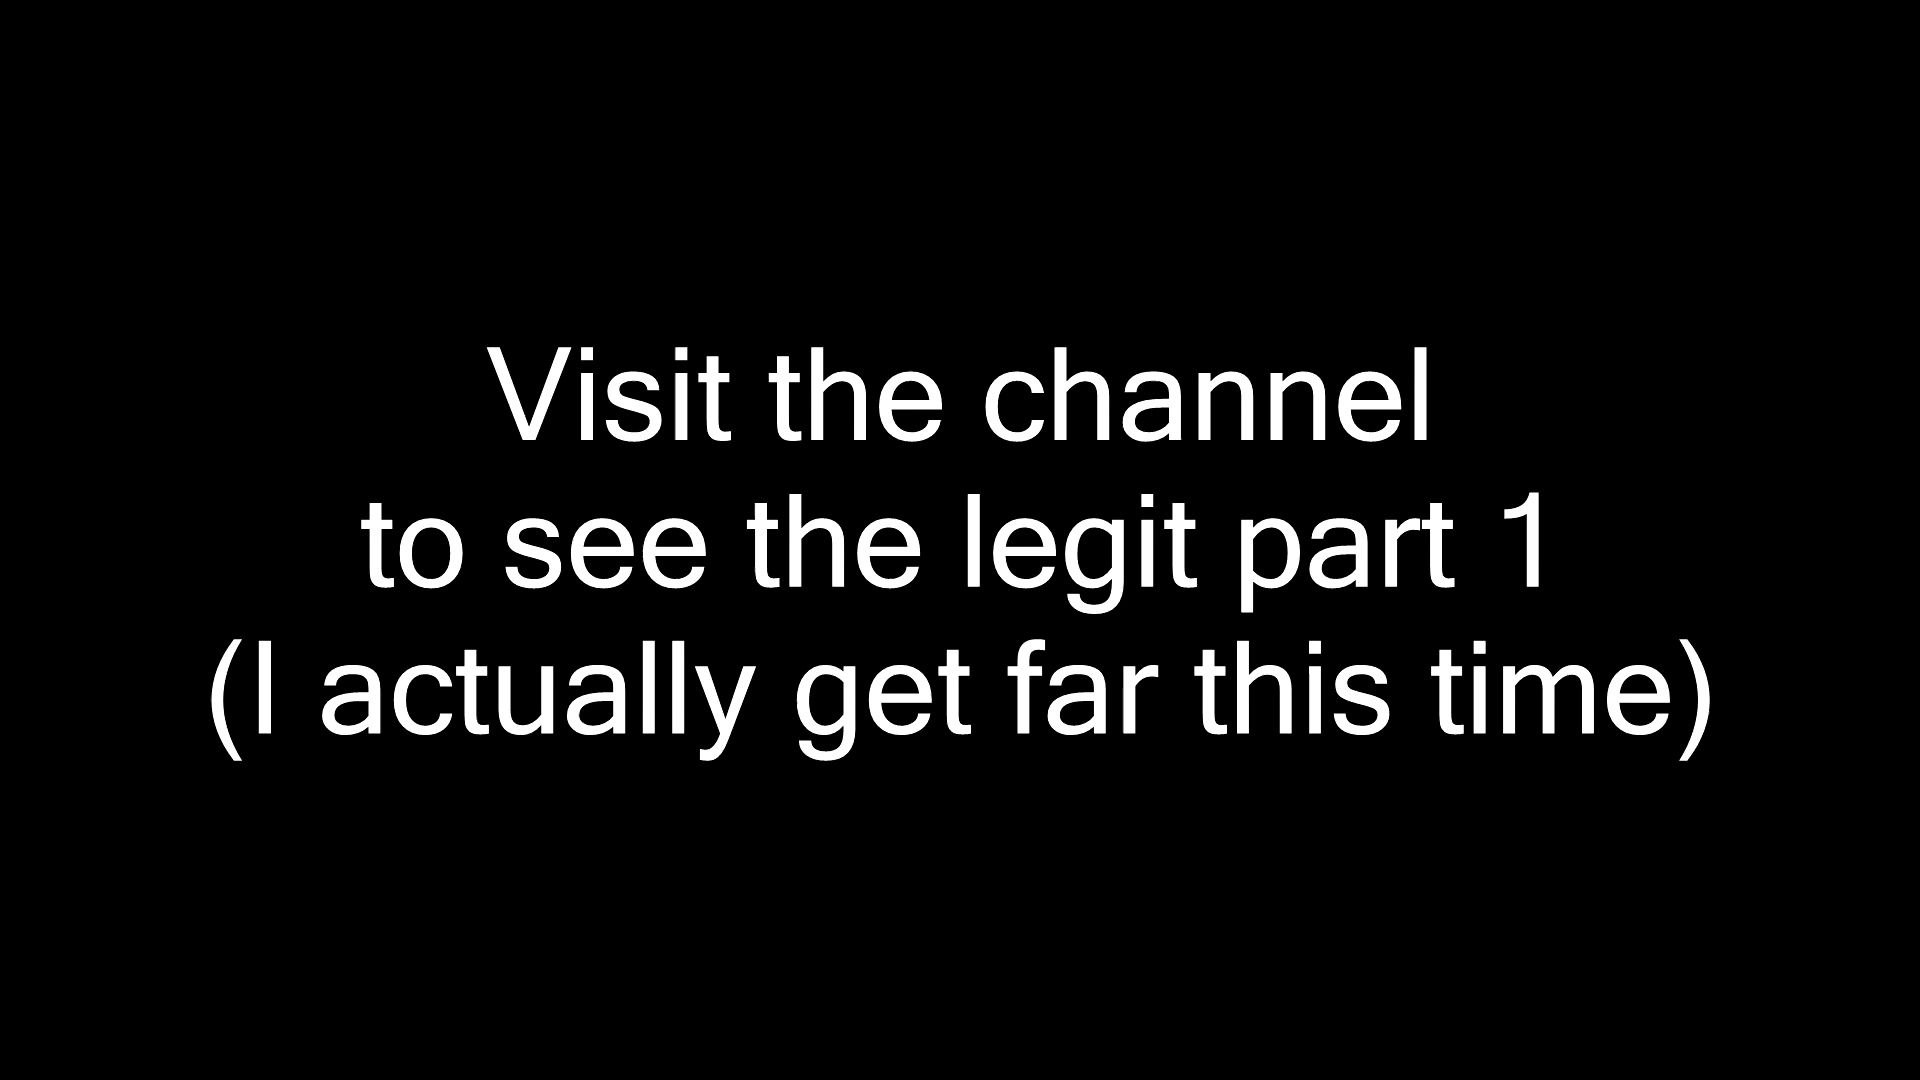 Visit the channel
to see the legit part 1
(I actually get far this time)